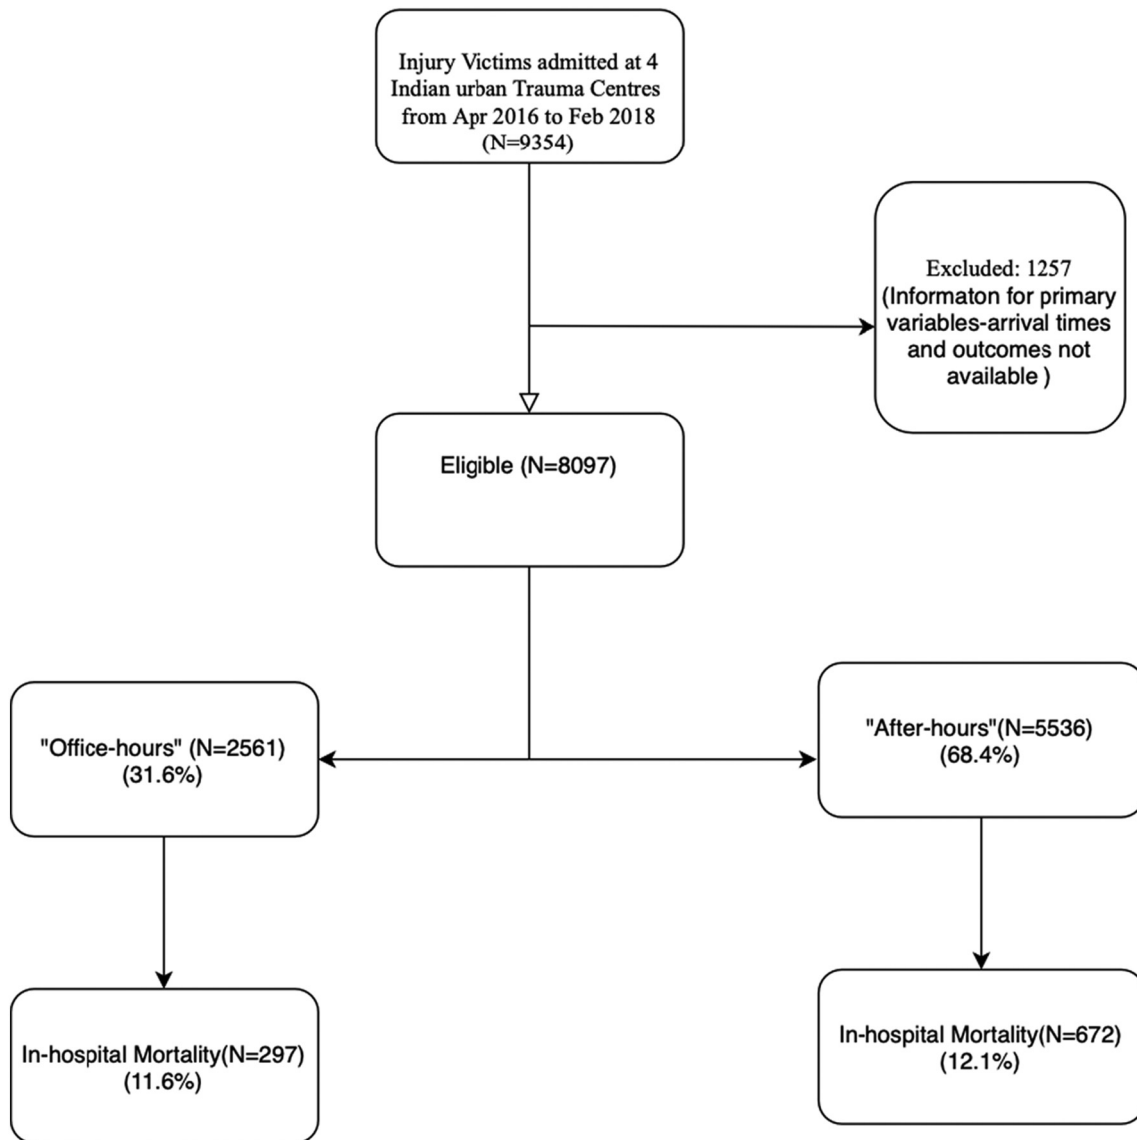 Injury Victims admitted at 4
Indian urban Trauma Centres
from Apr 2016 to Feb 2018
(N=9354)
Excluded: 1257
(Informaton for primary
variables-arrival times
and outcomes not
available )
Eligible (N=8097)
"Office-hours" (N=2561)
(31.6%)
"After-hours"(N=5536)
(68.4%)
In-hospital Mortality(N=297)
(11.6%)
In-hospital Mortality(N=672)
(12.1%)